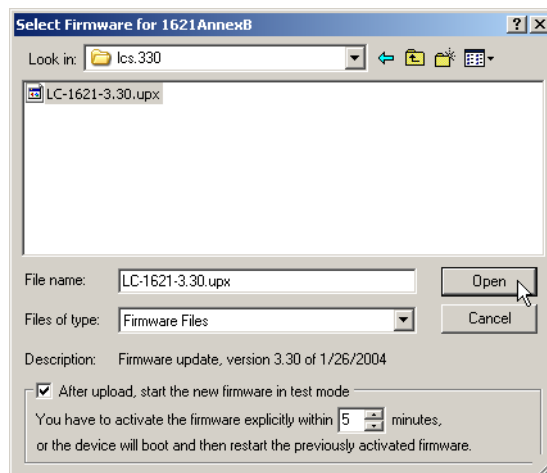 Select Firmware for 1621AnnexB
Look in: lcs.330
LC-1621-3.30.upx
File name: LC-1621-3.30.upx Open
Files of type: Firmware Files Cancel
Description: Firmware update, version 3.30 of 1/26/2004
After upload, start the new firmware in test mode
You have to activate the firmware explicitly within 5 minutes,
or the device will boot and then restart the previously activated firmware.